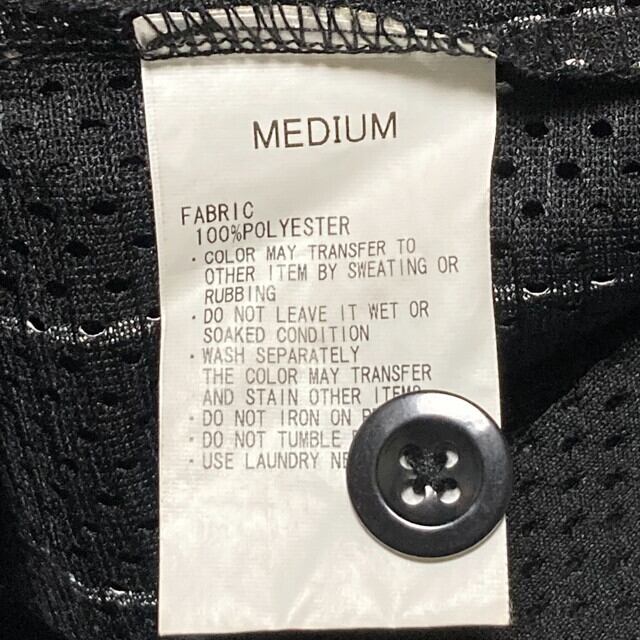 MEDIUM
FABRIC
100%POLYESTER
· COLOR MAY TRANSFER TO
OTHER ITEM BY SWEATING OR
RUBBING
· DO NOT LEAVE IT WET OR
SOAKED CONDITION
· WASH SEPARATELY
THE COLOR MAY TRANSFER
AND STAIN OTHER ITEMS
· DO NOT IRON ON
· DO NOT TUMBLE
· USE LAUNDRY